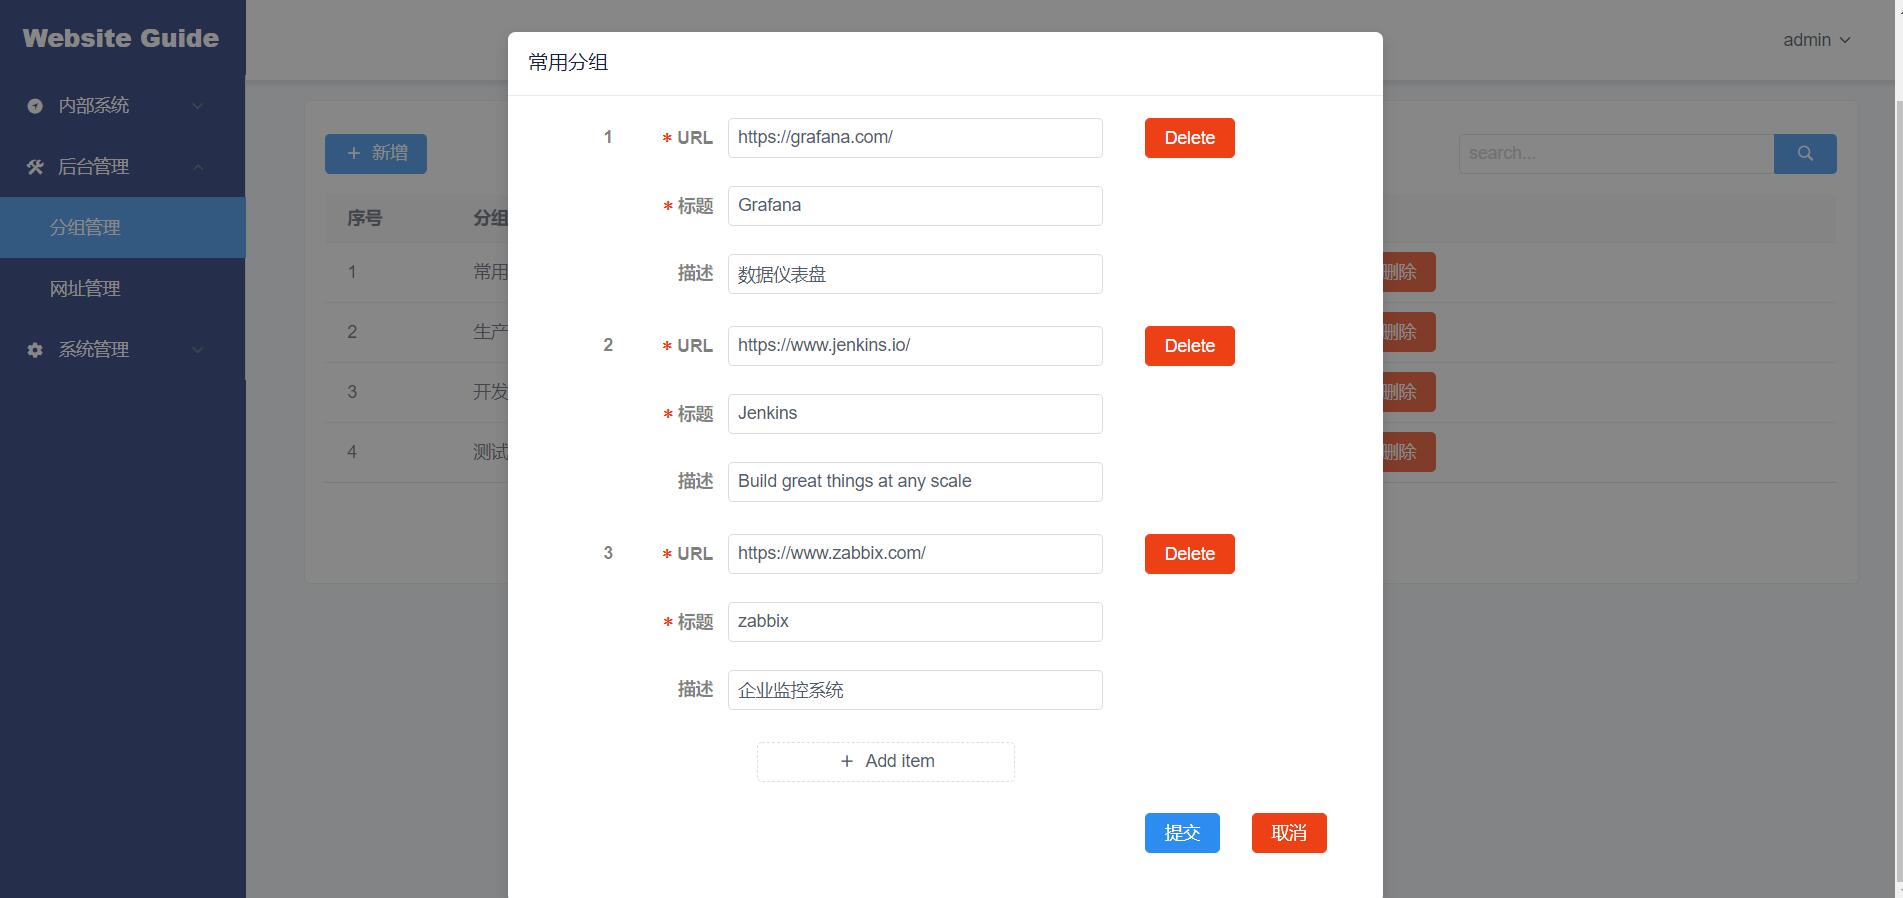 Website Guide
admin
内部系统
后台管理
分组管理
网址管理
系统管理
+ 新增
search...
序号 分组
1 常用 删除
2 生产 删除
3 开发 删除
4 测试 删除
常用分组
1 * URL https://grafana.com/ Delete
* 标题 Grafana
描述 数据仪表盘
2 * URL https://www.jenkins.io/ Delete
* 标题 Jenkins
描述 Build great things at any scale
3 * URL https://www.zabbix.com/ Delete
* 标题 zabbix
描述 企业监控系统
+ Add item
提交 取消